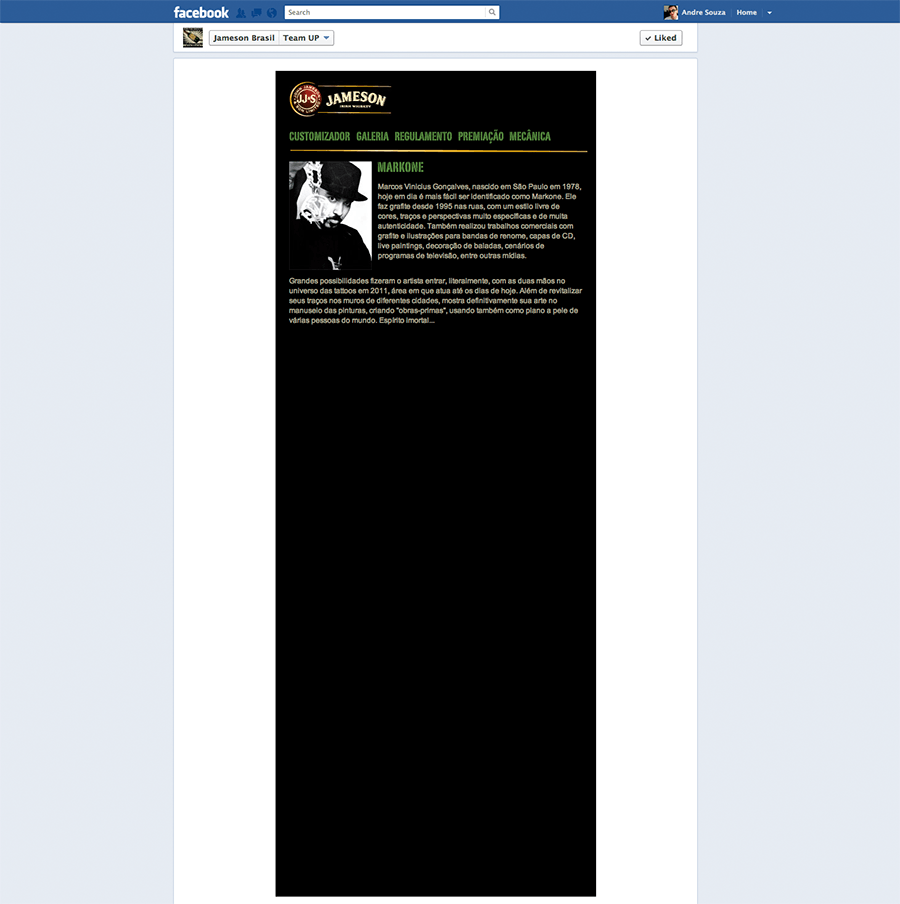 facebook
Search
Andre Souza
Home
Jameson Brasil
Team UP
Liked
JOHN JAMESON
JJ&S
JAMESON
IRISH WHISKEY
CUSTOMIZADOR GALERIA REGULAMENTO PREMIAÇÃO MECÂNICA
MARKONE
Marcos Vinicius Gonçalves, nascido em São Paulo em 1978,
hoje em dia é mais fácil ser identificado como Markone. Ele
faz grafite desde 1995 nas ruas, com um estilo livre de
cores, traços e perspectivas muito específicas e de muita
autenticidade. Também realizou trabalhos comerciais com
grafite e ilustrações para bandas de renome, capas de CD,
live paintings, decoração de baladas, cenários de
programas de televisão, entre outras mídias.
Grandes possibilidades fizeram o artista entrar, literalmente, com as duas mãos no
universo das tattoos em 2011, área em que atua até os dias de hoje. Além de revitalizar
seus traços nos muros de diferentes cidades, mostra definitivamente sua arte no
manuseio das pinturas, criando "obras-primas", usando também como plano a pele de
várias pessoas do mundo. Espírito imortal...